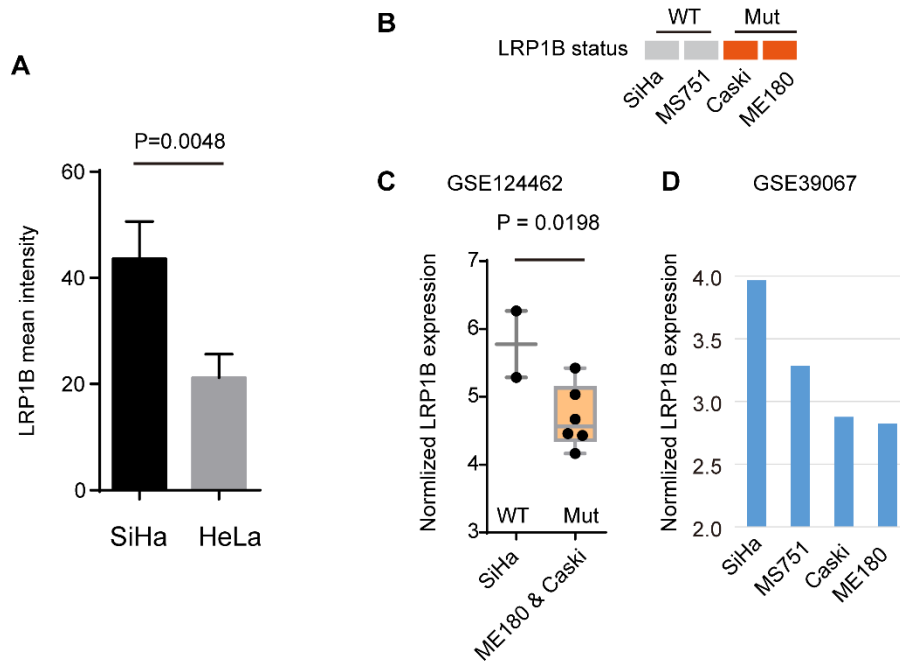 A
P=0.0048
LRP1B mean intensity
60
40
20
0
SiHa HeLa
B
WT Mut
LRP1B status
SiHa MS751 Caski ME180
C GSE124462
P = 0.0198
Normlized LRP1B expression
7
6
5
4
3
WT Mut
SiHa ME180 & Caski
D GSE39067
Normlized LRP1B expression
4.0
3.5
3.0
2.5
2.0
SiHa MS751 Caski ME180